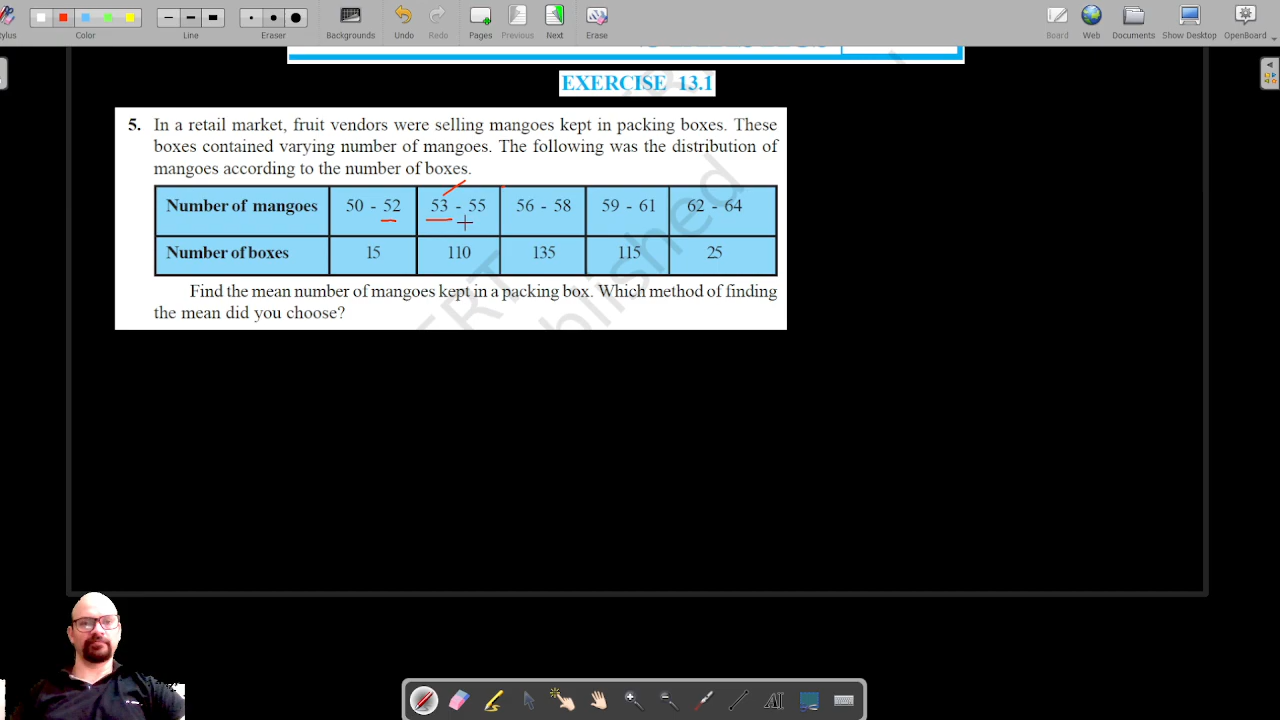 Color Line Eraser Backgrounds Undo Redo Pages Previous Next Erase Board Web Documents Show Desktop OpenBoard
EXERCISE 13.1
5. In a retail market, fruit vendors were selling mangoes kept in packing boxes. These
boxes contained varying number of mangoes. The following was the distribution of
mangoes according to the number of boxes.
Number of mangoes 50 - 52 53 - 55 56 - 58 59 - 61 62 - 64
Number of boxes 15 110 135 115 25
Find the mean number of mangoes kept in a packing box. Which method of finding
the mean did you choose?